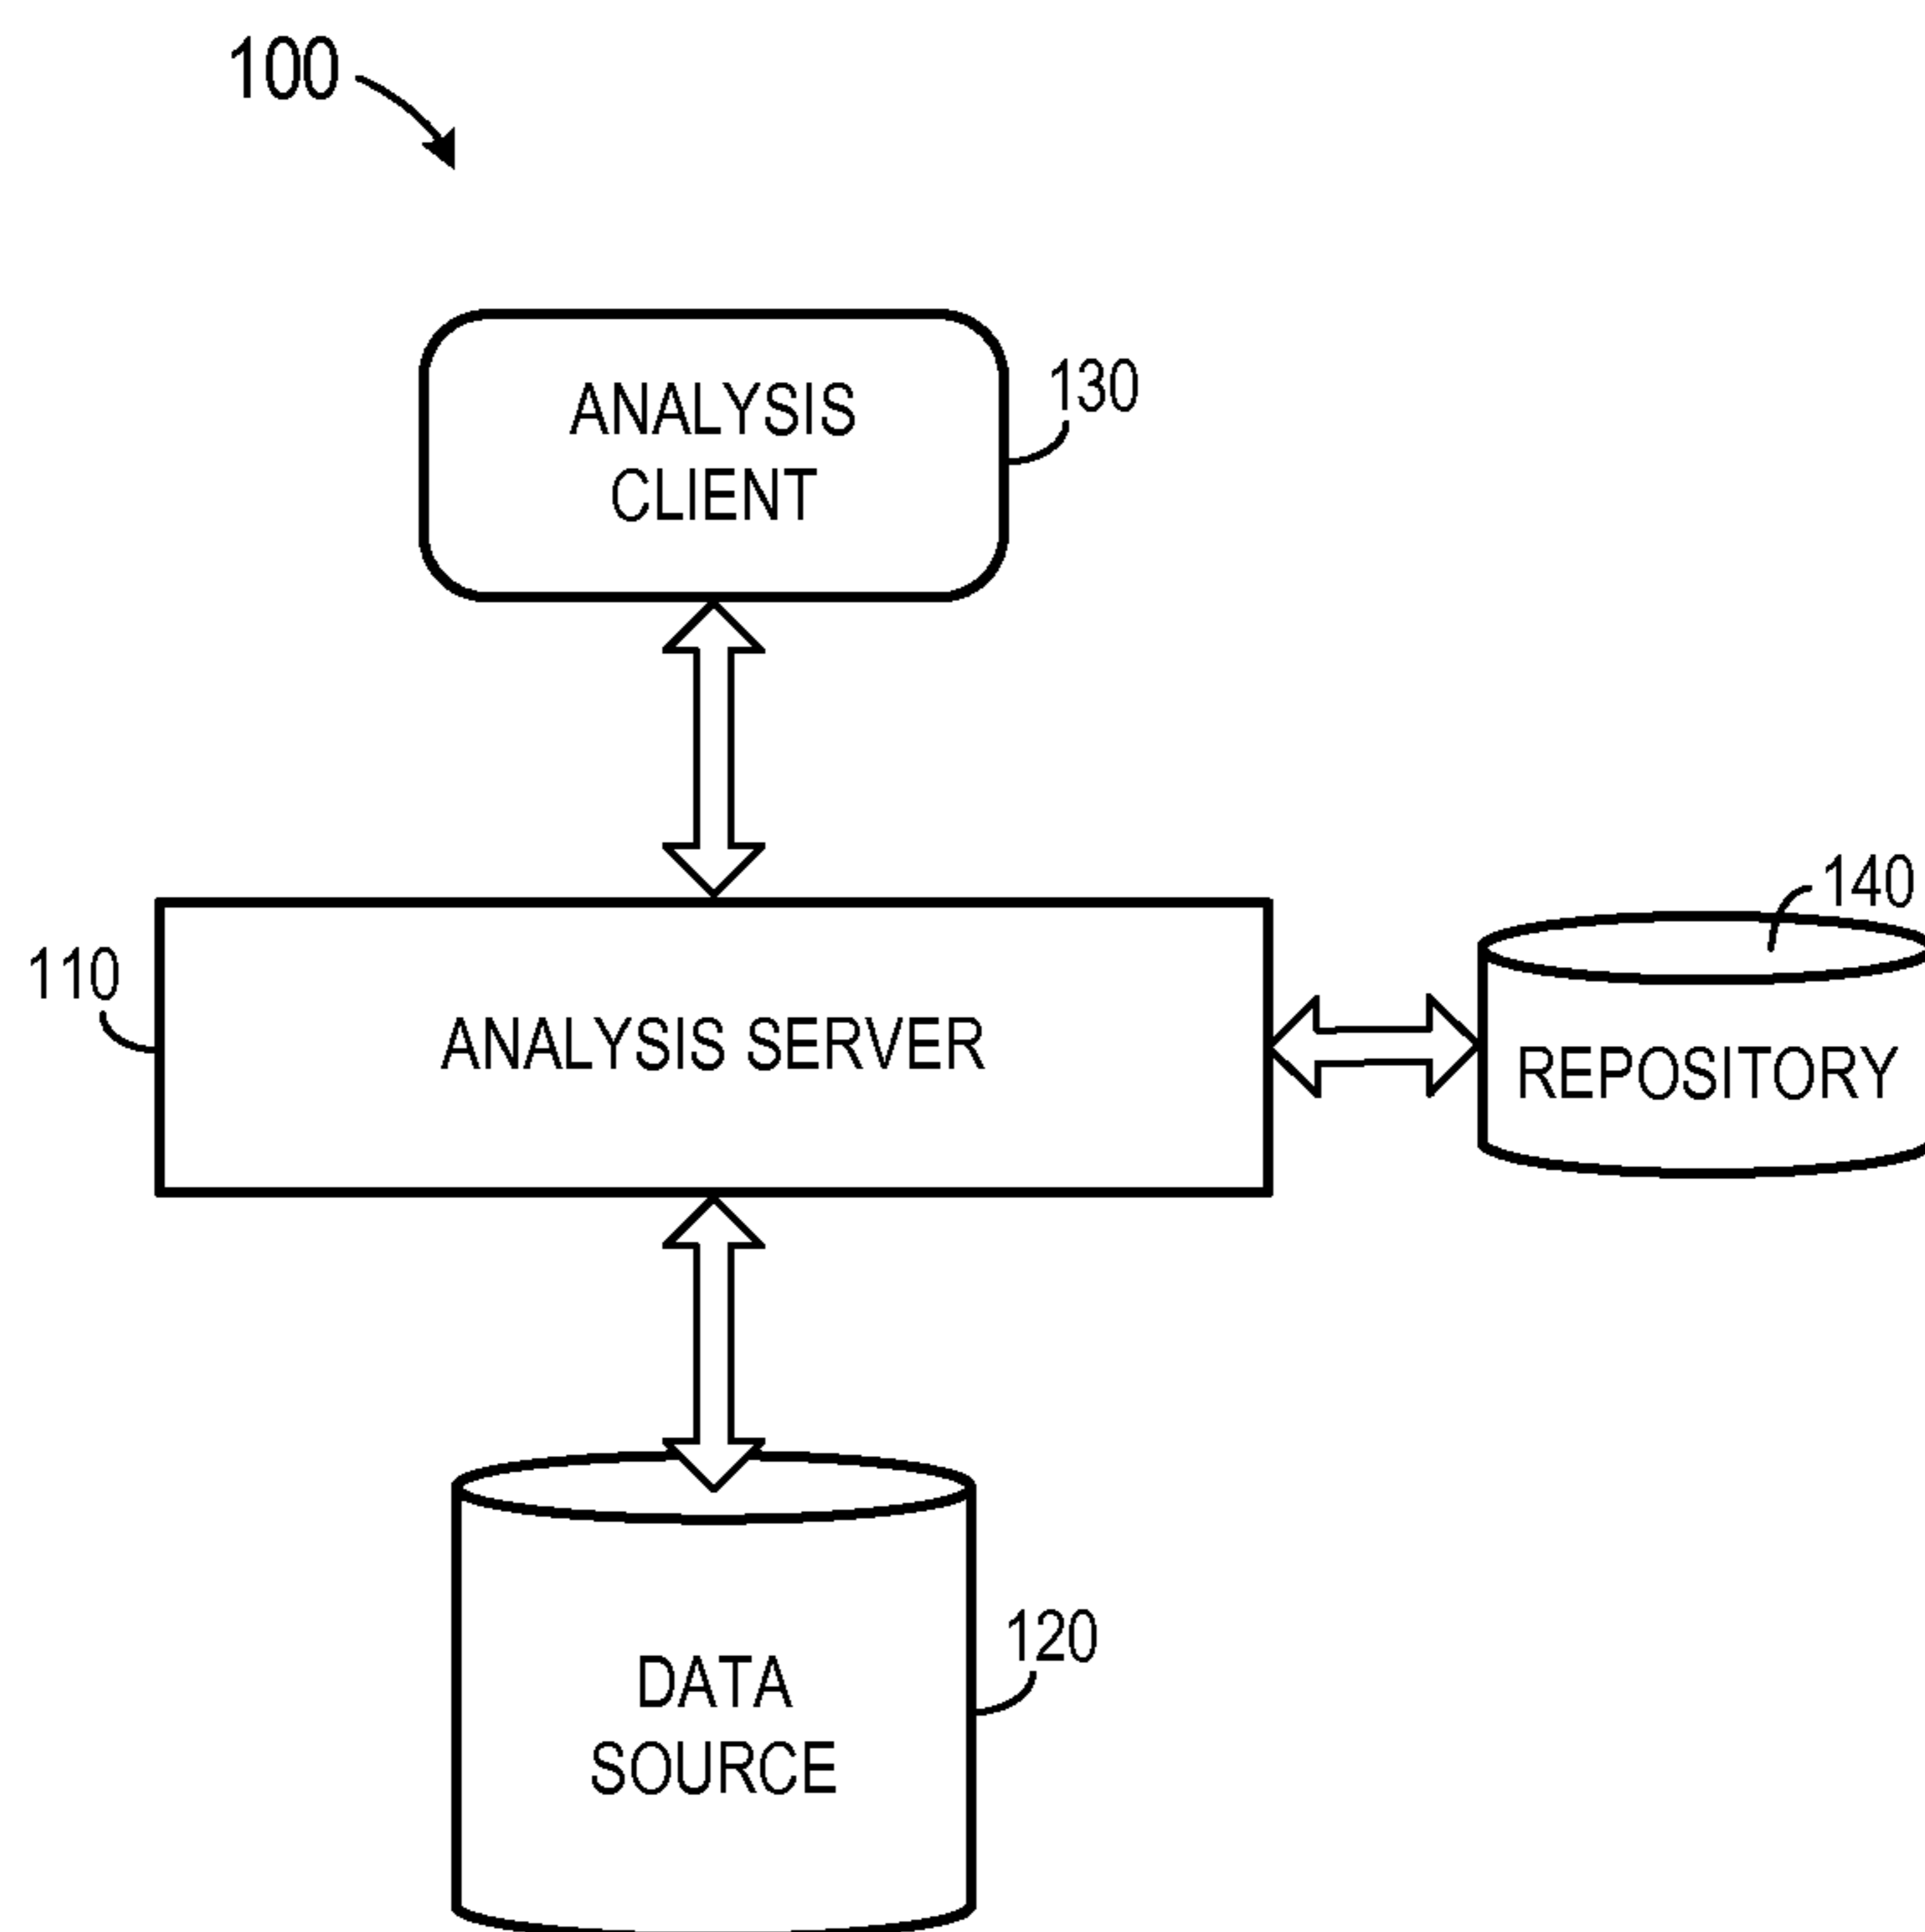 100
ANALYSIS
CLIENT
130
140
110
ANALYSIS SERVER
REPOSITORY
120
DATA
SOURCE